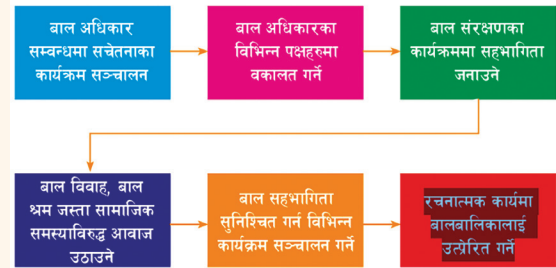 बाल अधिकार
सम्बन्धमा सचेतनाका
कार्यक्रम सञ्चालन
बाल अधिकारका
विभिन्न पक्षहरुमा
वकालत गर्ने
बाल संरक्षणका
कार्यक्रममा सहभागिता
जनाउने
बाल विवाह, बाल
श्रम जस्ता सामाजिक
समस्याविरुद्ध आवाज
उठाउने
बाल सहभागिता
सुनिश्चित गर्न विभिन्न
कार्यक्रम सञ्चालन गर्ने
रचनात्मक कार्यमा
बालबालिकालाई
उत्प्रेरित गर्ने